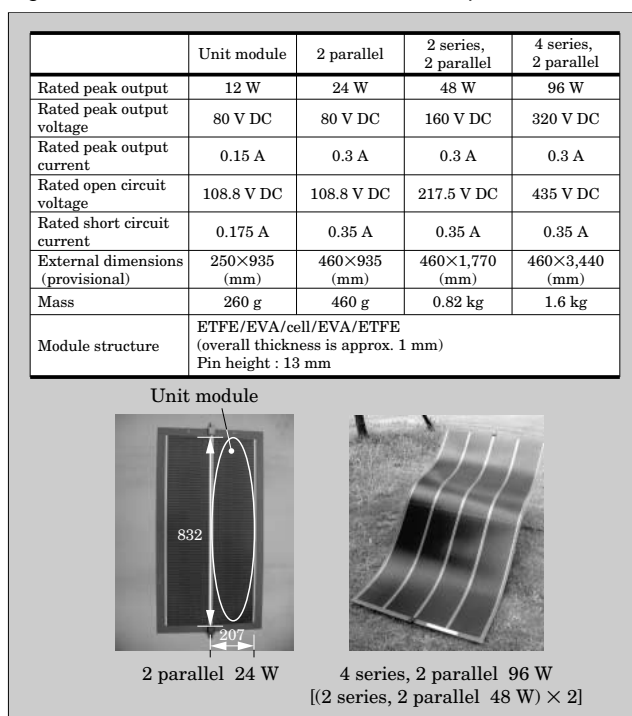 Unit module 2 parallel 2 series, 2 parallel 4 series, 2 parallel
Rated peak output 12 W 24 W 48 W 96 W
Rated peak output voltage 80 V DC 80 V DC 160 V DC 320 V DC
Rated peak output current 0.15 A 0.3 A 0.3 A 0.3 A
Rated open circuit voltage 108.8 V DC 108.8 V DC 217.5 V DC 435 V DC
Rated short circuit current 0.175 A 0.35 A 0.35 A 0.35 A
External dimensions (provisional) 250×935 (mm) 460×935 (mm) 460×1,770 (mm) 460×3,440 (mm)
Mass 260 g 460 g 0.82 kg 1.6 kg
Module structure ETFE/EVA/cell/EVA/ETFE
(overall thickness is approx. 1 mm)
Pin height : 13 mm
Unit module
832
207
2 parallel 24 W
4 series, 2 parallel 96 W
[(2 series, 2 parallel 48 W) × 2]